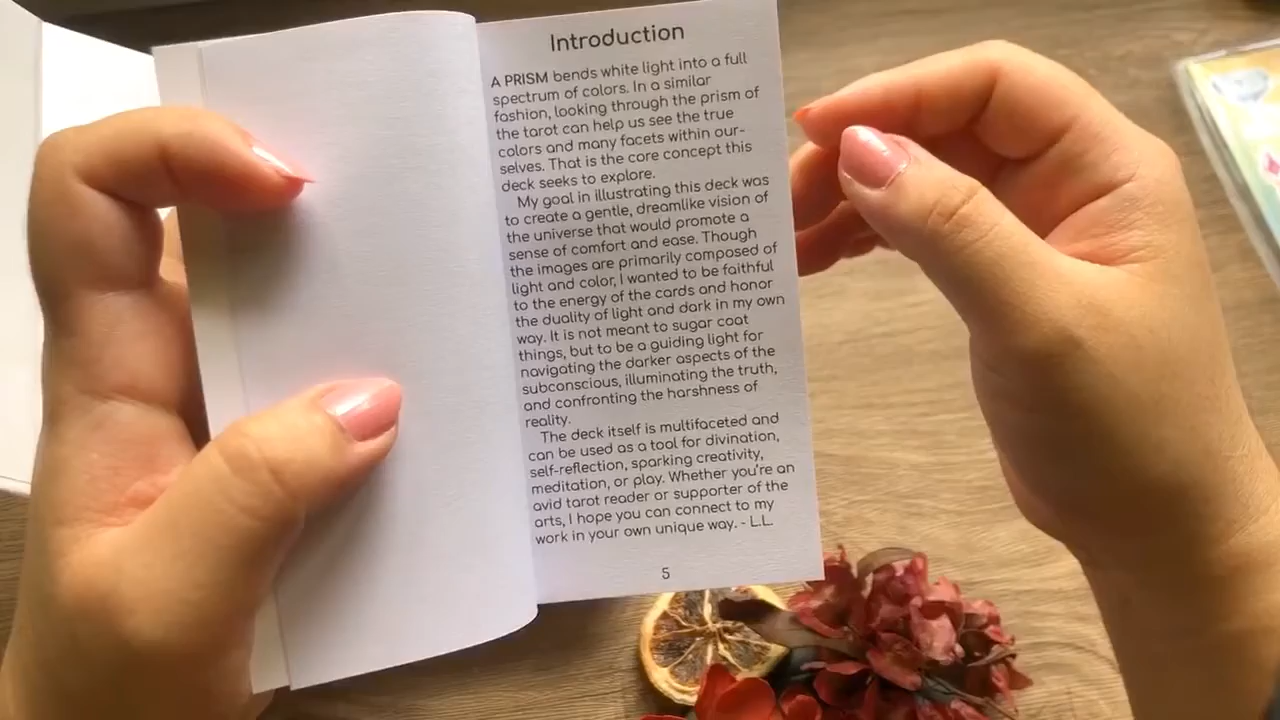 Introduction
A PRISM bends white light into a full
spectrum of colors. In a similar
fashion, looking through the prism of
the tarot can help us see the true
colors and many facets within our-
selves. That is the core concept this
deck seeks to explore.
My goal in illustrating this deck was
to create a gentle, dreamlike vision of
the universe that would promote a
sense of comfort and ease. Though
the images are primarily composed of
light and color, I wanted to be faithful
to the energy of the cards and honor
the duality of light and dark in my own
way. It is not meant to sugar coat
things, but to be a guiding light for
navigating the darker aspects of the
subconscious, illuminating the truth,
and confronting the harshness of
reality.
The deck itself is multifaceted and
can be used as a tool for divination,
self-reflection, sparking creativity,
meditation, or play. Whether you're an
avid tarot reader or supporter of the
arts, I hope you can connect to my
work in your own unique way. - L.L.
5